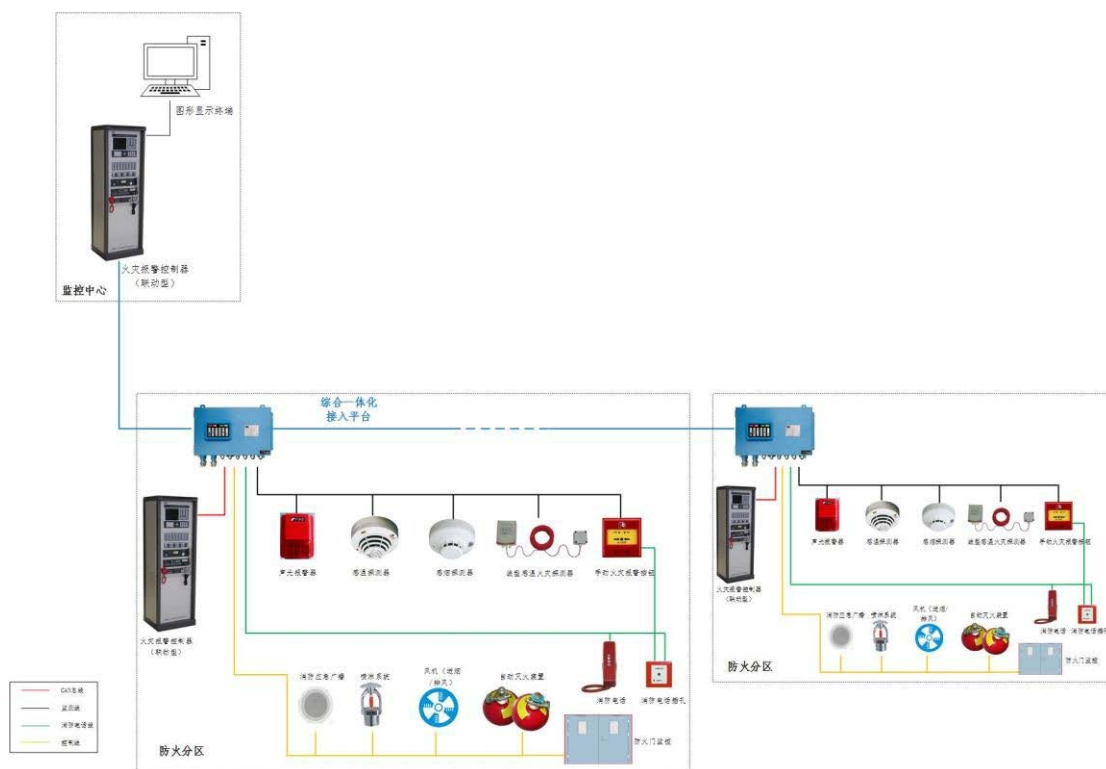 图形显示终端
火灾报警控制器
（联动型）
监控中心
综合一体化
接入平台
声光报警器
感温探测器
感烟探测器
线型感温火灾探测器
手动火灾报警按钮
火灾报警控制器
（联动型）
消防应急广播
喷淋系统
风机（送烟
/排风）
自动灭火装置
消防电话
消防电话插孔
防火门监控
防火分区
声光报警器
感温探测器
感烟探测器
线型感温火灾探测器
手动火灾报警按钮
火灾报警控制器
（联动型）
消防应急广播
喷淋系统
风机（送烟/
排风）
自动灭火装置
消防电话
消防电话插孔
防火门监控
防火分区
CAN总线
监测线
消防电话线
控制线